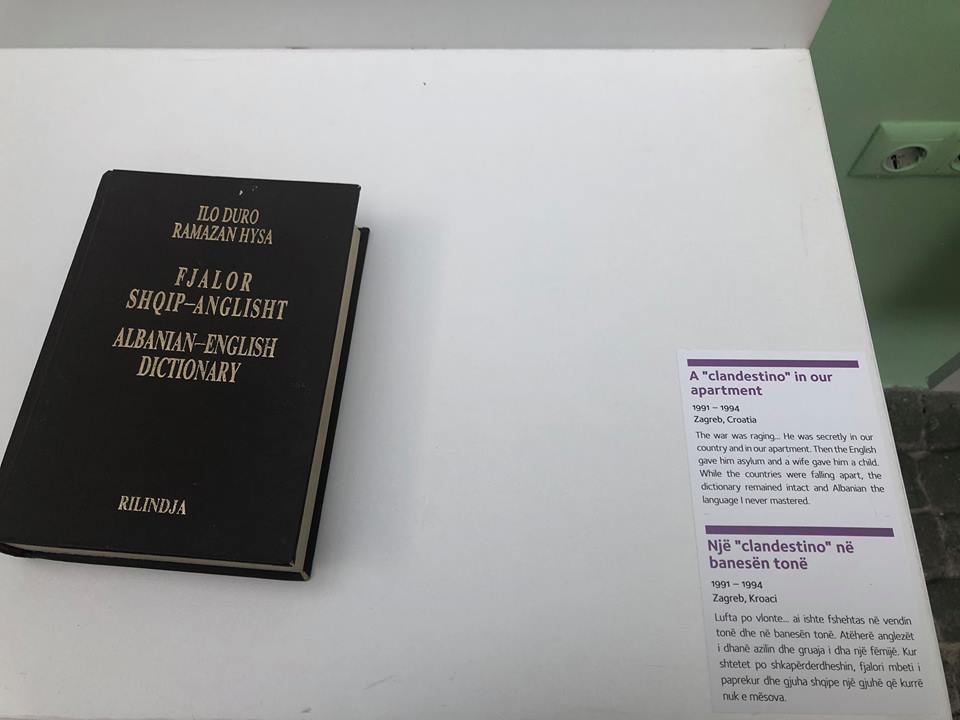 ILO DURO
RAMAZAN HYSA
FJALOR
SHQIP–ANGLISHT
ALBANIAN–ENGLISH
DICTIONARY
RILINDJA
A "clandestino" in our
apartment
1991 – 1994
Zagreb, Croatia
The war was raging... He was secretly in our
country and in our apartment. Then the English
gave him asylum and a wife gave him a child.
While the countries were falling apart, the
dictionary remained intact and Albanian the
language I never mastered.
Një "clandestino" në
banesën tonë
1991 – 1994
Zagreb, Kroaci
Lufta po vlonte... ai ishte fshehtas në vendin
tonë dhe në banesën tonë. Atëherë anglezët
i dhanë azilin dhe gruaja i dha një fëmijë. Kur
shtetet po shkapërderdheshin, fjalori mbeti i
paprekur dhe gjuha shqipe një gjuhë që kurrë
nuk e mësova.